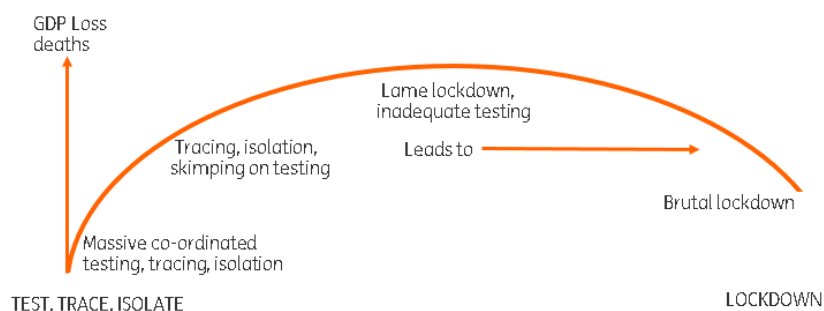 GDP Loss
deaths
Lame lockdown,
inadequate testing
Tracing, isolation,
skimping on testing
Leads to
Brutal lockdown
Massive co-ordinated
testing, tracing, isolation
TEST. TRACE. ISOLATE
LOCKDOWN